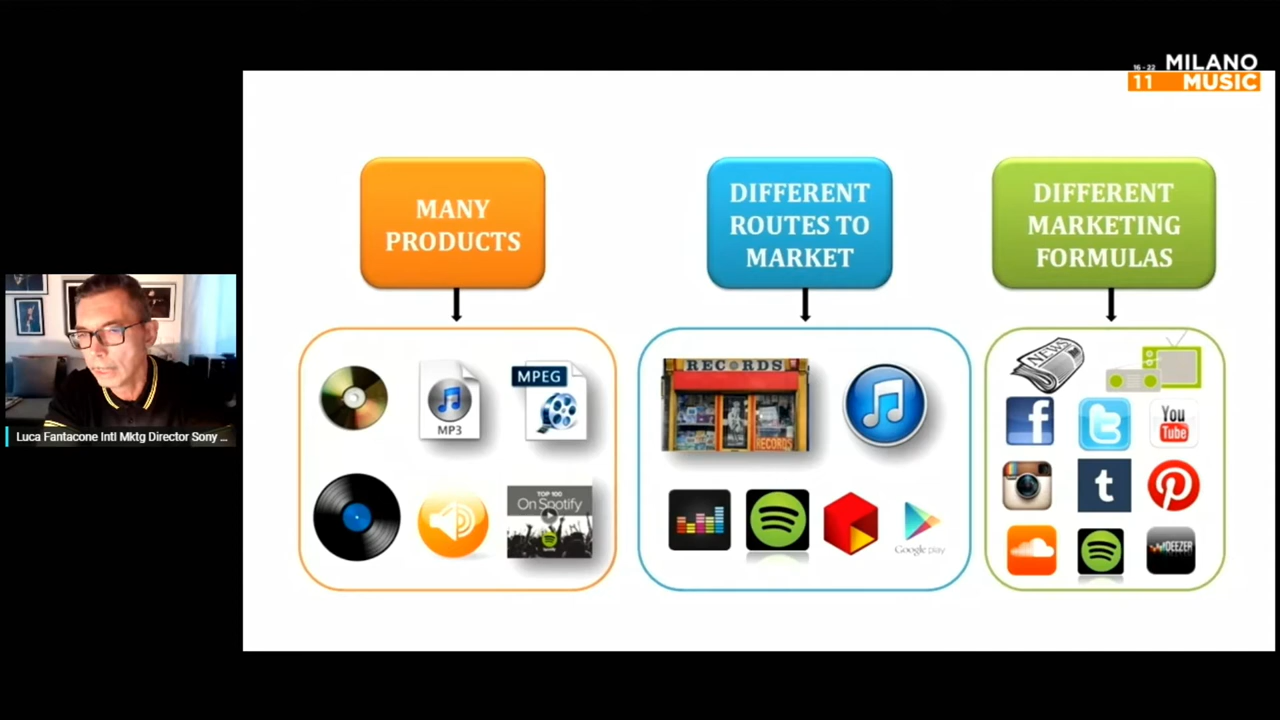 16 - 22
MILANO
11
MUSIC
MANY
PRODUCTS
DIFFERENT
ROUTES TO
MARKET
DIFFERENT
MARKETING
FORMULAS
MP3
MPEG
TOP 100
On Spotify
RECORDS
RECORDS
Google play
NEWS
You
Tube
DEEZER
Luca Fantacone Intl Mktg Director Sony ...